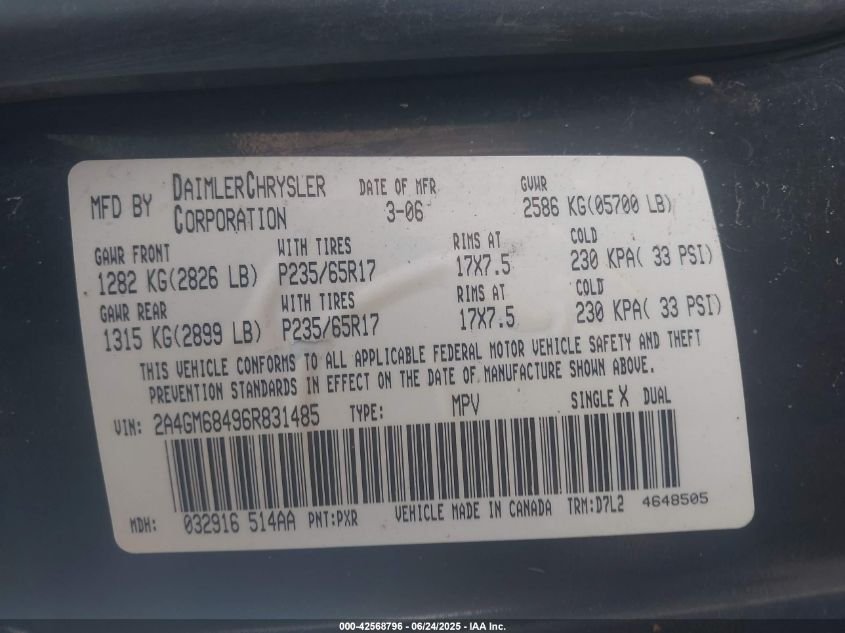 MFD BY DAIMLERCHRYSLER CORPORATION DATE OF MFR 3-06 GVWR 2586 KG(05700 LB)
GAWR FRONT WITH TIRES RIMS AT COLD
1282 KG(2826 LB) P235/65R17 17X7.5 230 KPA( 33 PSI)
GAWR REAR WITH TIRES RIMS AT COLD
1315 KG(2899 LB) P235/65R17 17X7.5 230 KPA( 33 PSI)
THIS VEHICLE CONFORMS TO ALL APPLICABLE FEDERAL MOTOR VEHICLE SAFETY AND THEFT
PREVENTION STANDARDS IN EFFECT ON THE DATE OF MANUFACTURE SHOWN ABOVE.
VIN: 2A4GM68496R831485 TYPE: MPV SINGLE X DUAL
MDH: 032916 514AA PNT:PXR VEHICLE MADE IN CANADA TRM:D7L2 4648505
000-42568796 - 06/24/2025 - IAA Inc.